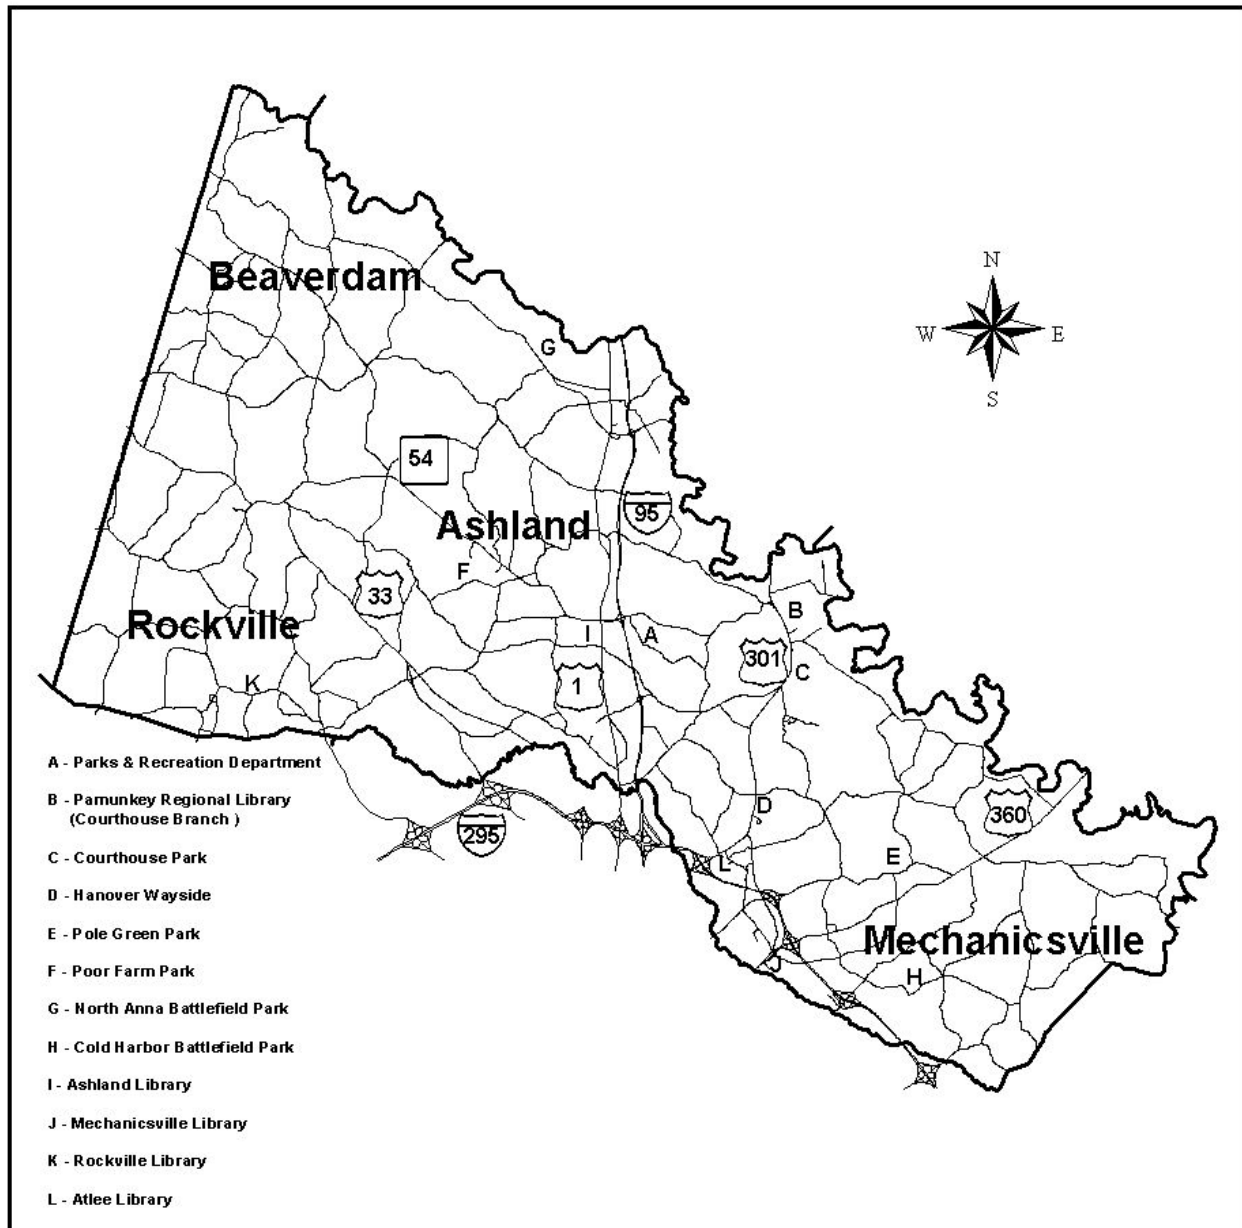 N
W E
S
Beaverdam
G
54
95
Ashland
F
33
B
Rockville
I A
301
C
K
1
A - Parks & Recreation Department
B - Pamunkey Regional Library
(Courthouse Branch )
D
360
295
C - Courthouse Park
E
L
D - Hanover Wayside
E - Pole Green Park
Mechanicsville
J
F - Poor Farm Park
H
G - North Anna Battlefield Park
H - Cold Harbor Battlefield Park
I - Ashland Library
J - Mechanicsville Library
K - Rockville Library
L - Atlee Library